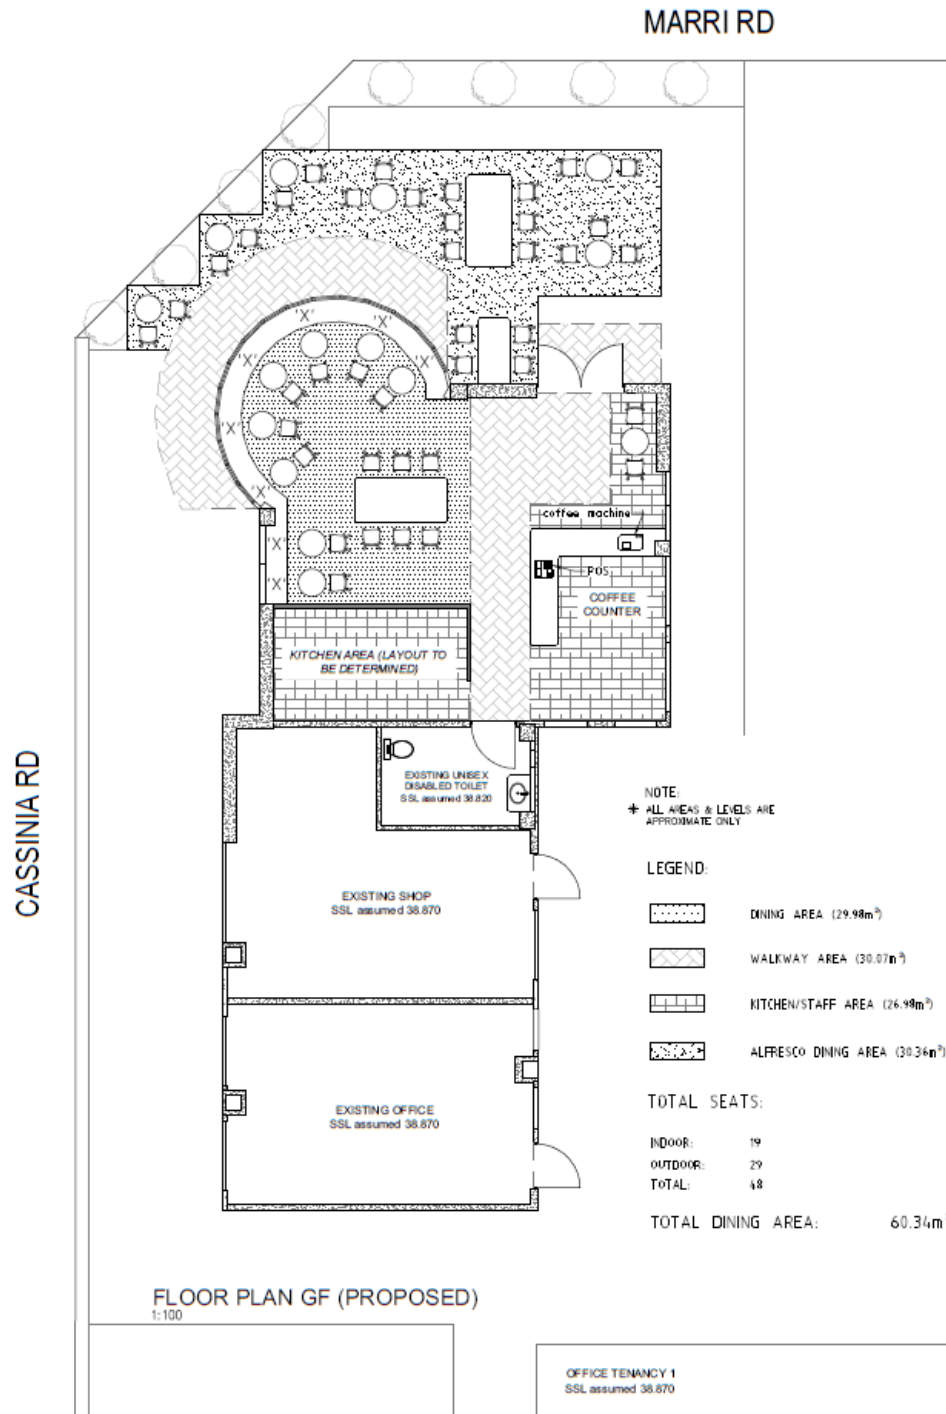 MARRI RD
'X'
'X'
'X'
'X'
'X'
'X'
'X'
'X'
coffee machine
POS
COFFEE
COUNTER
KITCHEN AREA (LAYOUT TO
BE DETERMINED)
EXISTING UNISEX
DISABLED TOILET
SSL assumed 38.820
CASSINIA RD
NOTE:
* ALL AREAS & LEVELS ARE
APPROXIMATE ONLY
LEGEND:
EXISTING SHOP
SSL assumed 38.870
DINING AREA (29.98m²)
WALKWAY AREA (30.07m²)
KITCHEN/STAFF AREA (26.98m²)
ALFRESCO DINING AREA (30.36m²)
EXISTING OFFICE
SSL assumed 38.870
TOTAL SEATS:
INDOOR: 19
OUTDOOR: 29
TOTAL: 48
TOTAL DINING AREA: 60.34m
FLOOR PLAN GF (PROPOSED)
1:100
OFFICE TENANCY 1
SSL assumed 38.870